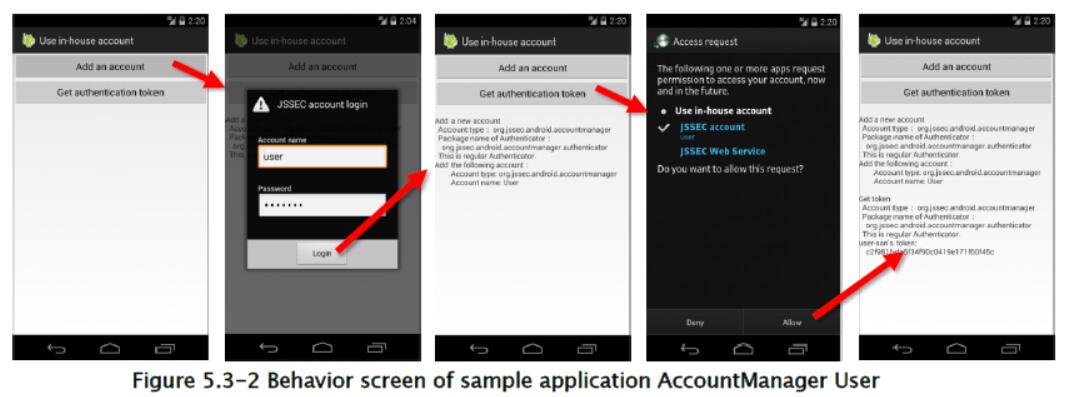 2:20
Use in-house account
Add an account
Get authentication token
2:04
Use in-house account
Add an account
JSSEC account login
Account name
user
Password
•••••••
Login
2:20
Use in-house account
Add an account
Get authentication token
Add a new account
Account type : org.jssec.android.accountmanager
Package name of Authenticator :
org.jssec.android.accountmanager.authenticator
This is regular Authenticator.
Add the following account :
Account type: org.jssec.android.accountmanager
Account name: User
2:20
Access request
The following one or more apps request
permission to access your account, now
and in the future.
• Use in-house account
JSSEC account
user
JSSEC Web Service
Do you want to allow this request?
Deny
Allow
2:20
Use in-house account
Add an account
Get authentication token
Add a new account
Account type : org.jssec.android.accountmanager
Package name of Authenticator :
org.jssec.android.accountmanager.authenticator
This is regular Authenticator.
Add the following account :
Account type: org.jssec.android.accountmanager
Account name: User
Get token
Account type : org.jssec.android.accountmanager
Package name of Authenticator :
org.jssec.android.accountmanager.authenticator
This is regular Authenticator.
user-san's token:
Figure 5.3-2 Behavior screen of sample application AccountManager User